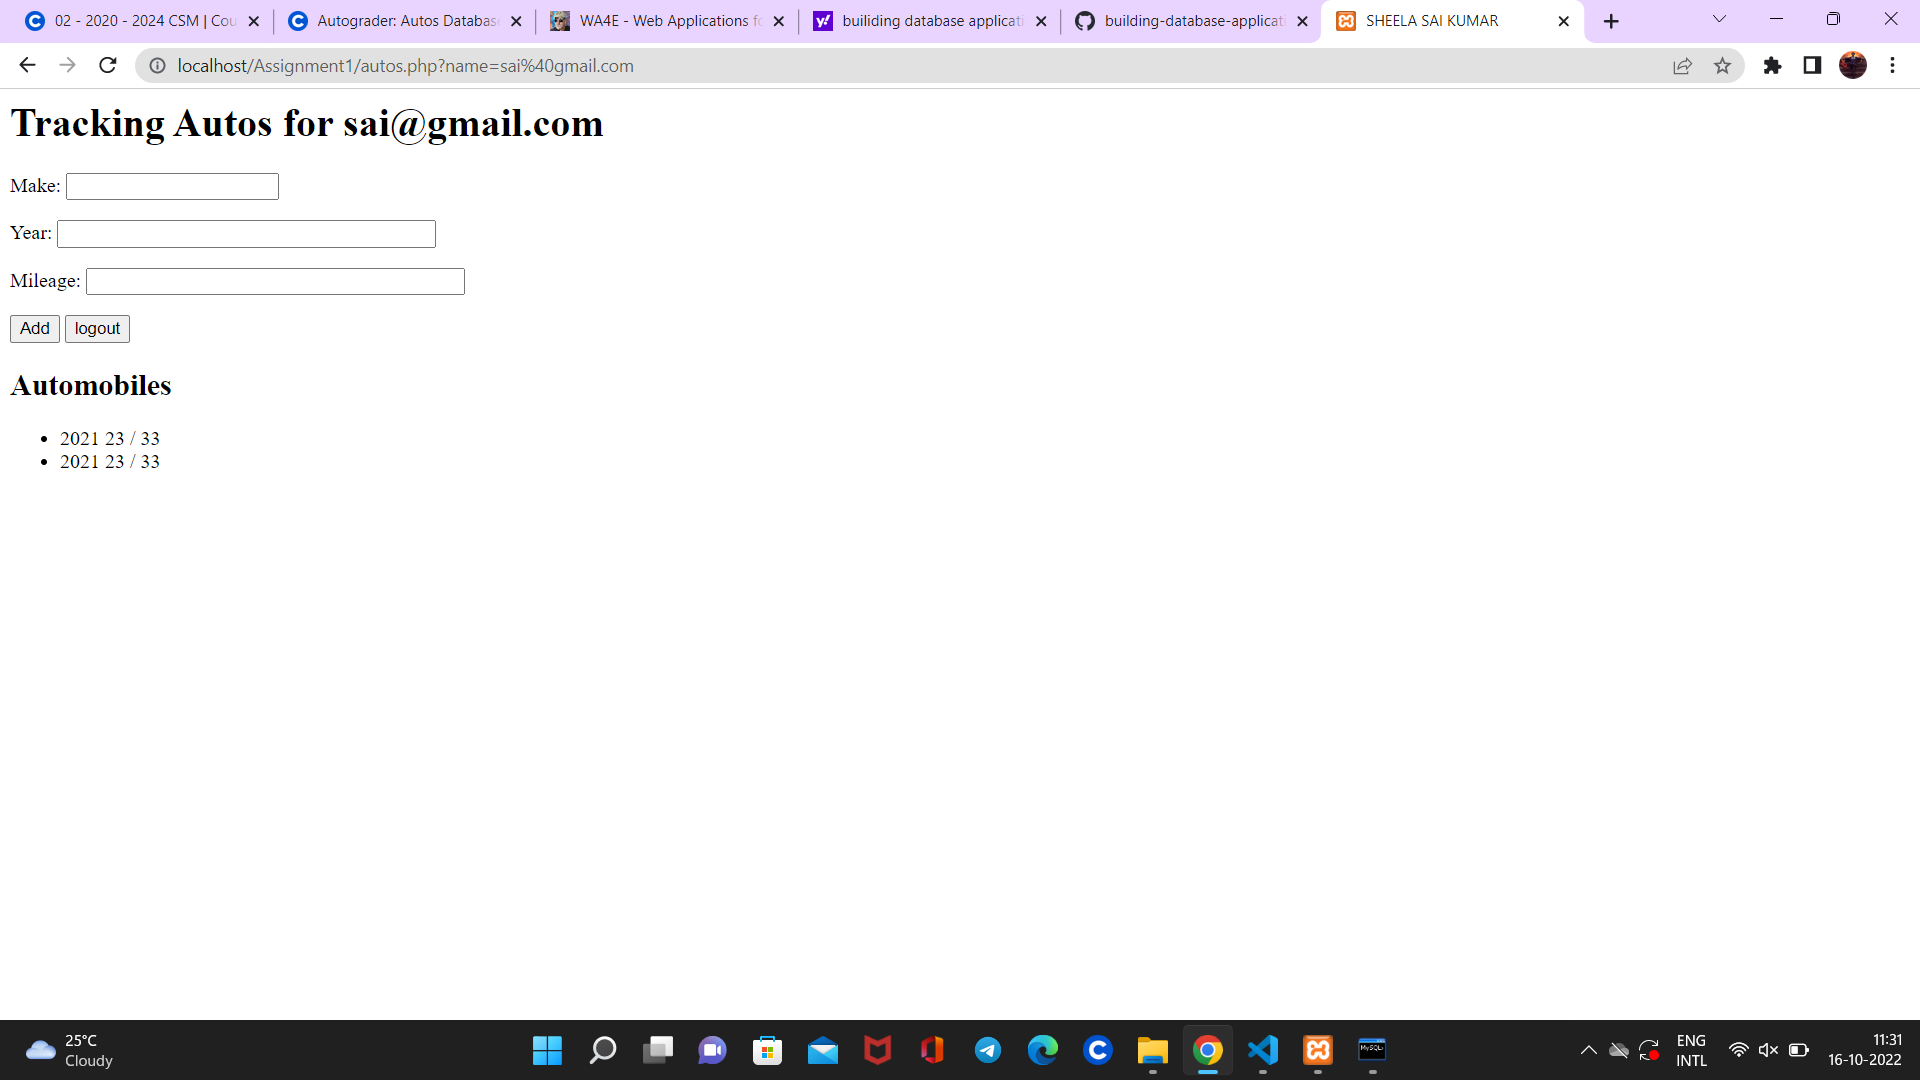 02 - 2020 - 2024 CSM | Cou
Autograder: Autos Databas
WA4E - Web Applications fo
builiding database applicati
building-database-applicati
SHEELA SAI KUMAR
localhost/Assignment1/autos.php?name=sai%40gmail.com
Tracking Autos for sai@gmail.com
Make:
Year:
Mileage:
Add logout
Automobiles
• 2021 23 / 33
• 2021 23 / 33
25°C
Cloudy
MySQL
ENG
INTL
11:31
16-10-2022